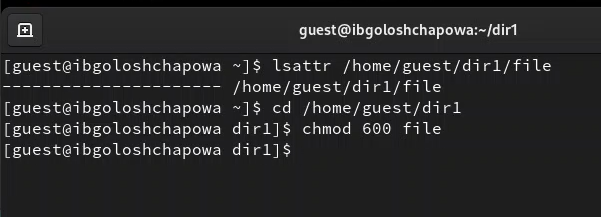 guest@ibgoloshchapowa:~/dir1
[guest@ibgoloshchapowa ~]$ lsattr /home/guest/dir1/file
---------------------- /home/guest/dir1/file
[guest@ibgoloshchapowa ~]$ cd /home/guest/dir1
[guest@ibgoloshchapowa dir1]$ chmod 600 file
[guest@ibgoloshchapowa dir1]$